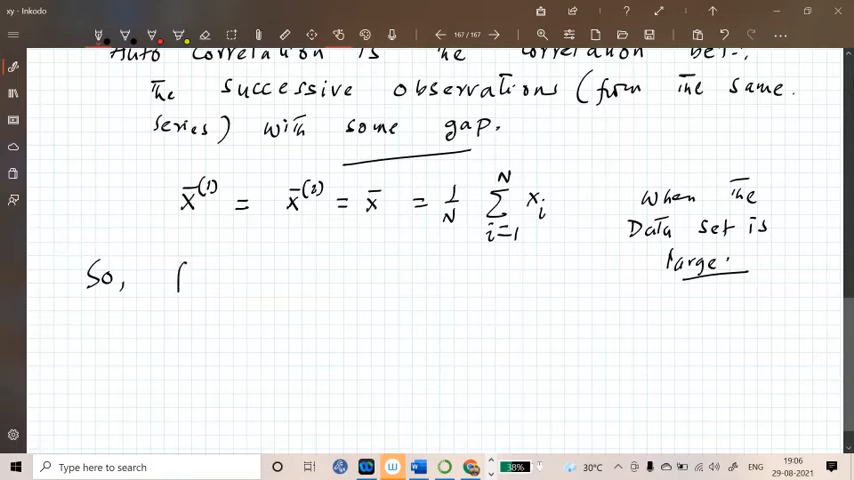 xy - Inkodo
167/167
Auto correlation is the correlation bet.
the successive observations (from the same
series) with some gap.
X̄⁽¹⁾ = x̄⁽²⁾ = x̄ = 1/N ∑ᵢ₌₁ᴺ xᵢ
When the
Data set is
large.
So,
Type here to search
38%
30°C
ENG
19:06
29-08-2021